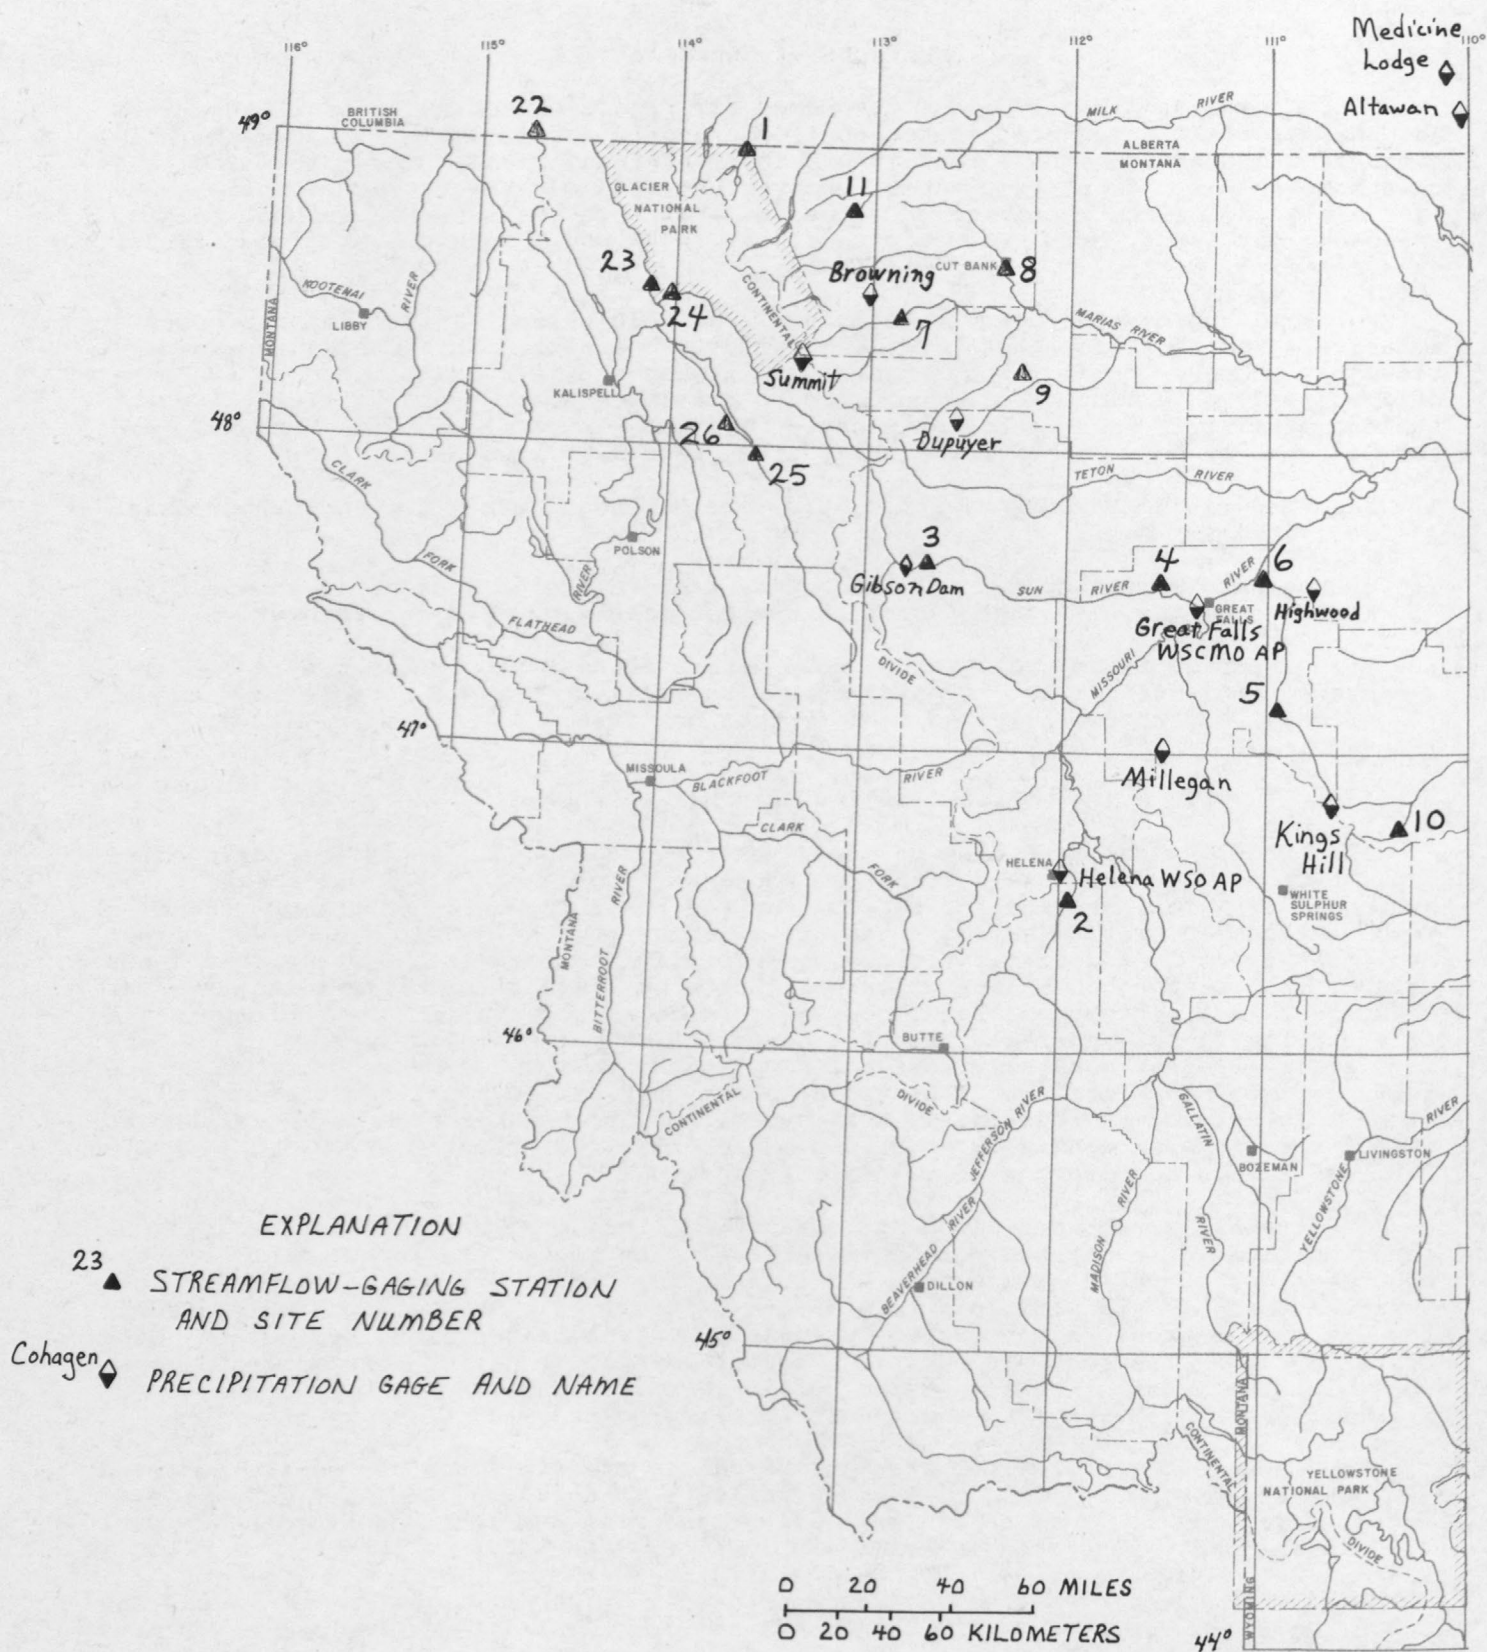 Medicine
Lodge
Altawan
116°
115°
114°
113°
112°
111°
110°
49°
BRITISH
COLUMBIA
22
1
MILK
RIVER
ALBERTA
MONTANA
GLACIER
NATIONAL
PARK
11
23
24
Browning
CUT BANK
8
KOOTENAI
RIVER
LIBBY
MONTANA
CONTINENTAL
7
MARIAS RIVER
Summit
KALISPELL
9
48°
26
25
Dupuyer
CLARK
TETON
RIVER
FORK
POLSON
RIVER
3
Gibson Dam
SUN
RIVER
4
RIVER
6
GREAT
FALLS
Highwood
Great Falls
WSCMO AP
FLATHEAD
DIVIDE
MISSOURI
5
47°
MISSOULA
BLACKFOOT
RIVER
Millegan
CLARK
FORK
Kings
Hill
10
HELENA
Helena WSO AP
2
WHITE
SULPHUR
SPRINGS
MONTANA
BITTERROOT
RIVER
46°
BUTTE
CONTINENTAL
DIVIDE
JEFFERSON RIVER
GALLATIN
RIVER
BOZEMAN
LIVINGSTON
RIVER
YELLOWSTONE
MADISON
RIVER
BEAVERHEAD
RIVER
DILLON
EXPLANATION
23
STREAMFLOW-GAGING STATION
AND SITE NUMBER
Cohagen
PRECIPITATION GAGE AND NAME
45°
MONTANA
CONTINENTAL
YELLOWSTONE
NATIONAL PARK
DIVIDE
WYOMING
0 20 40 60 MILES
0 20 40 60 KILOMETERS
44°